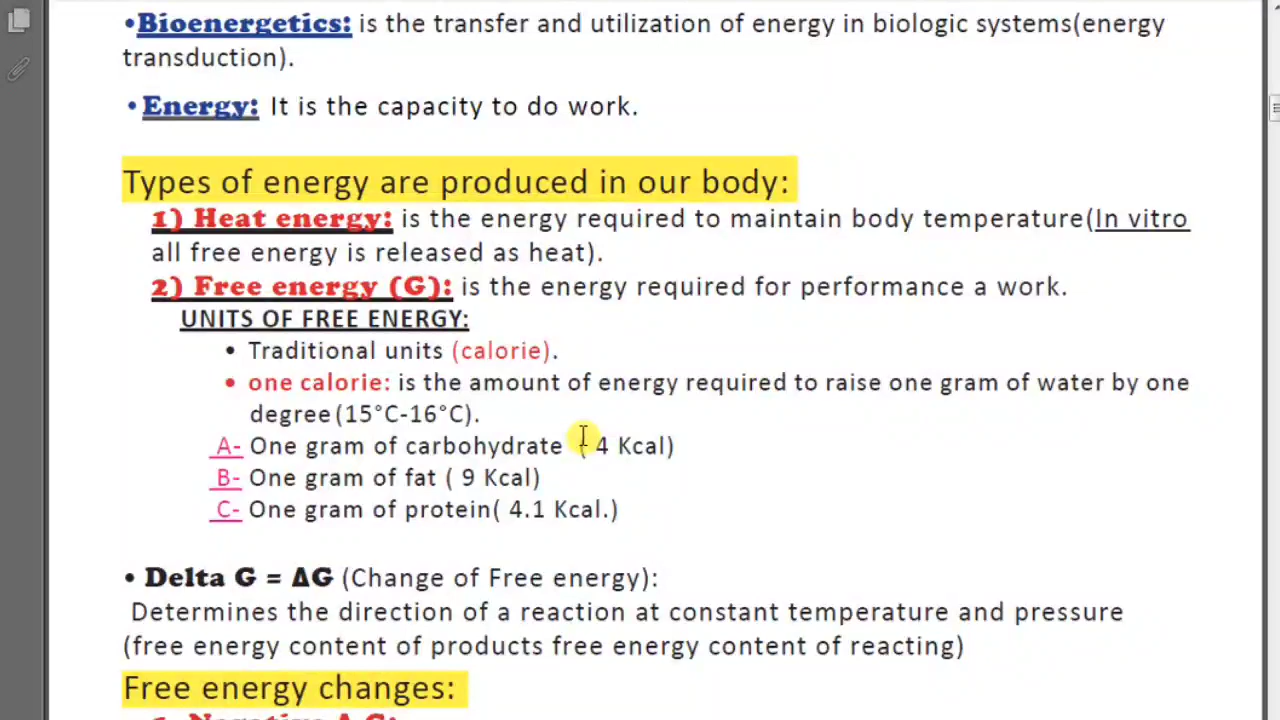 •Bioenergetics: is the transfer and utilization of energy in biologic systems(energy
transduction).
• Energy: It is the capacity to do work.
Types of energy are produced in our body:
1) Heat energy: is the energy required to maintain body temperature(In vitro
all free energy is released as heat).
2) Free energy (G): is the energy required for performance a work.
UNITS OF FREE ENERGY:
• Traditional units (calorie).
• one calorie: is the amount of energy required to raise one gram of water by one
degree(15°C-16°C).
A- One gram of carbohydrate ( 4 Kcal)
B- One gram of fat ( 9 Kcal)
C- One gram of protein( 4.1 Kcal.)
• Delta G = ΔG (Change of Free energy):
Determines the direction of a reaction at constant temperature and pressure
(free energy content of products free energy content of reacting)
Free energy changes:
1. Negative Δ G: